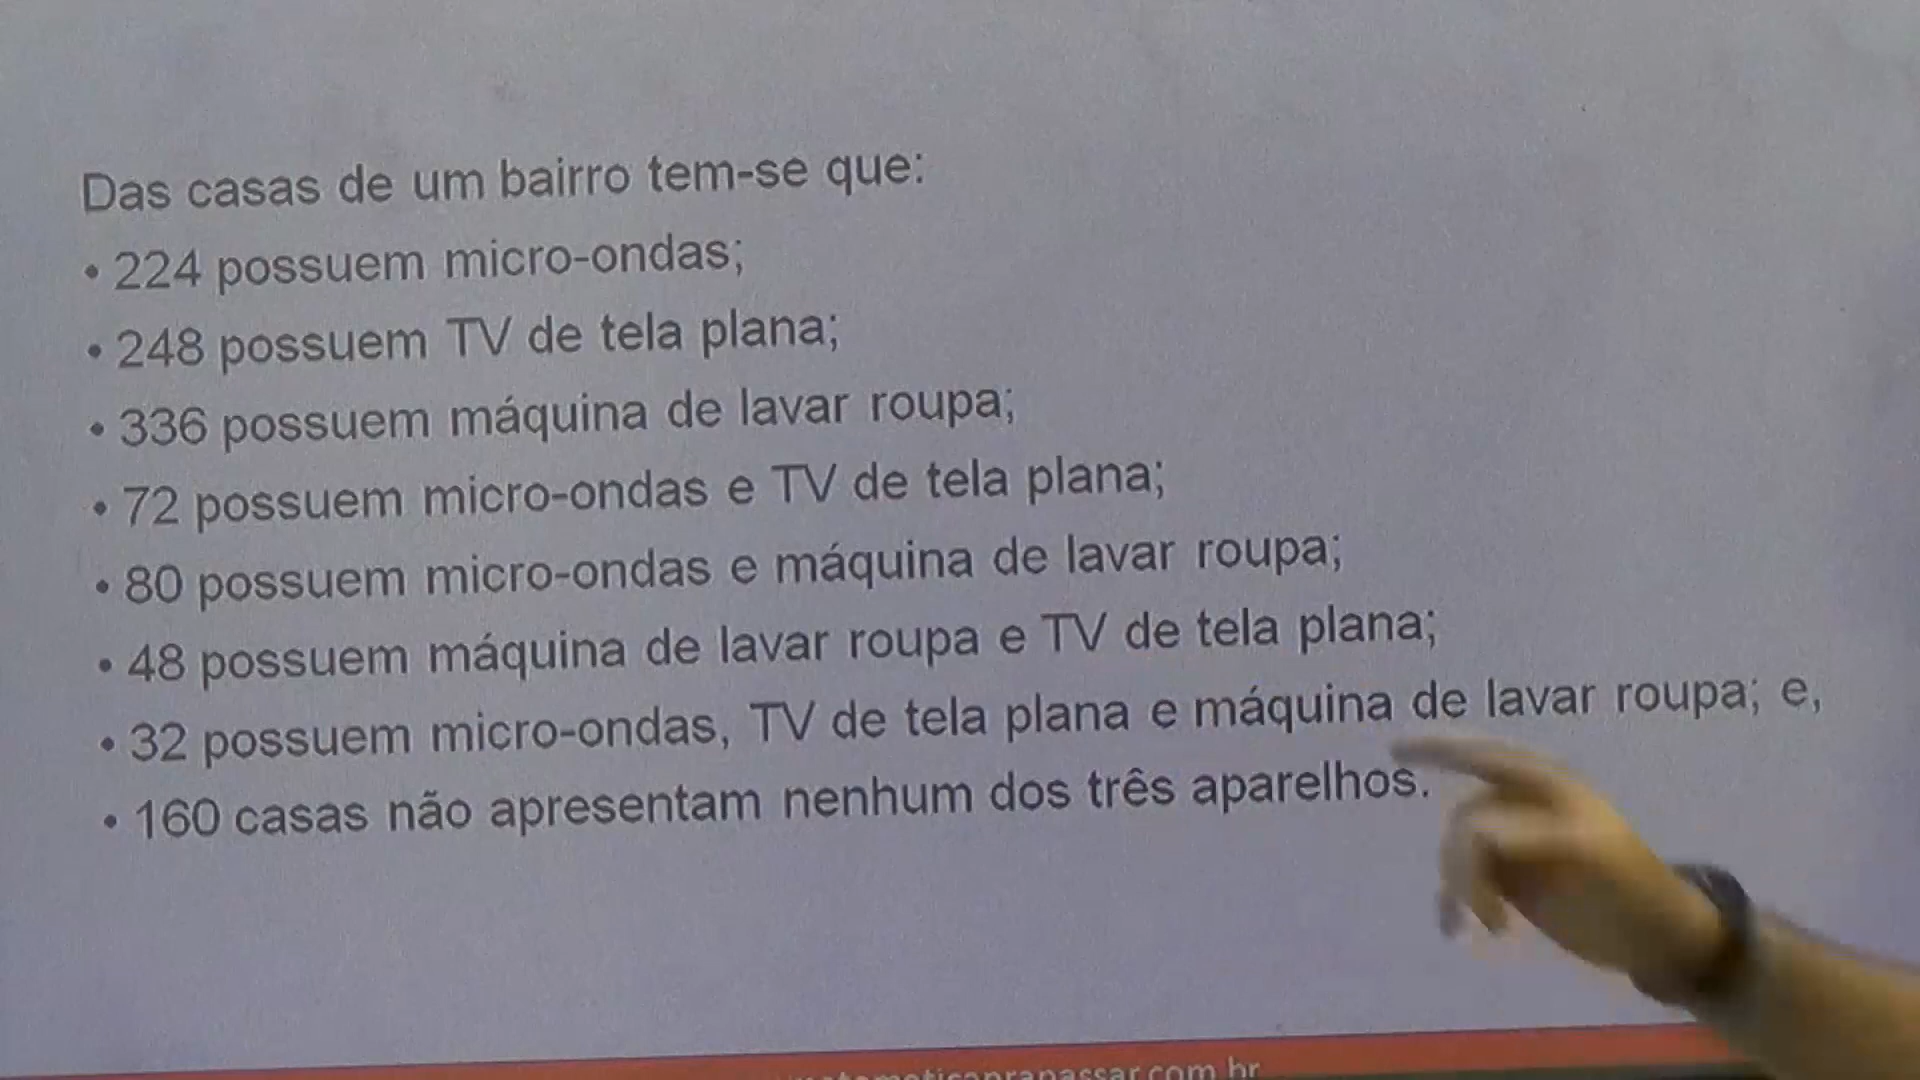 Das casas de um bairro tem-se que:
• 224 possuem micro-ondas;
• 248 possuem TV de tela plana;
• 336 possuem máquina de lavar roupa;
• 72 possuem micro-ondas e TV de tela plana;
• 80 possuem micro-ondas e máquina de lavar roupa;
• 48 possuem máquina de lavar roupa e TV de tela plana;
• 32 possuem micro-ondas, TV de tela plana e máquina de lavar roupa; e,
• 160 casas não apresentam nenhum dos três aparelhos.